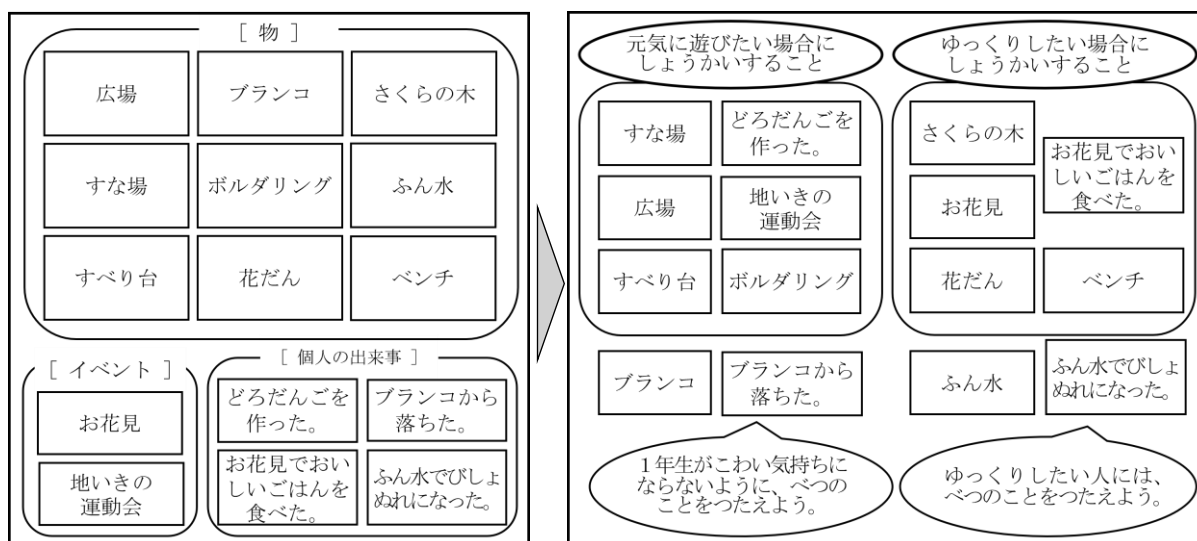 ［ 物 ］
広場
ブランコ
さくらの木
すな場
ボルダリング
ふん水
すべり台
花だん
ベンチ
［ イベント ］
お花見
地いきの
運動会
［ 個人の出来事 ］
どろだんごを
作った。
ブランコから
落ちた。
お花見でおい
しいごはんを
食べた。
ふん水でびしょ
ぬれになった。
元気に遊びたい場合に
しょうかいすること
すな場
どろだんごを
作った。
広場
地いきの
運動会
すべり台
ボルダリング
ブランコ
ブランコから
落ちた。
１年生がこわい気持ちに
ならないように、べつの
ことをつたえよう。
ゆっくりしたい場合に
しょうかいすること
さくらの木
お花見でおい
しいごはんを
食べた。
お花見
花だん
ベンチ
ふん水
ふん水でびしょ
ぬれになった。
ゆっくりしたい人には、
べつのことをつたえよう。